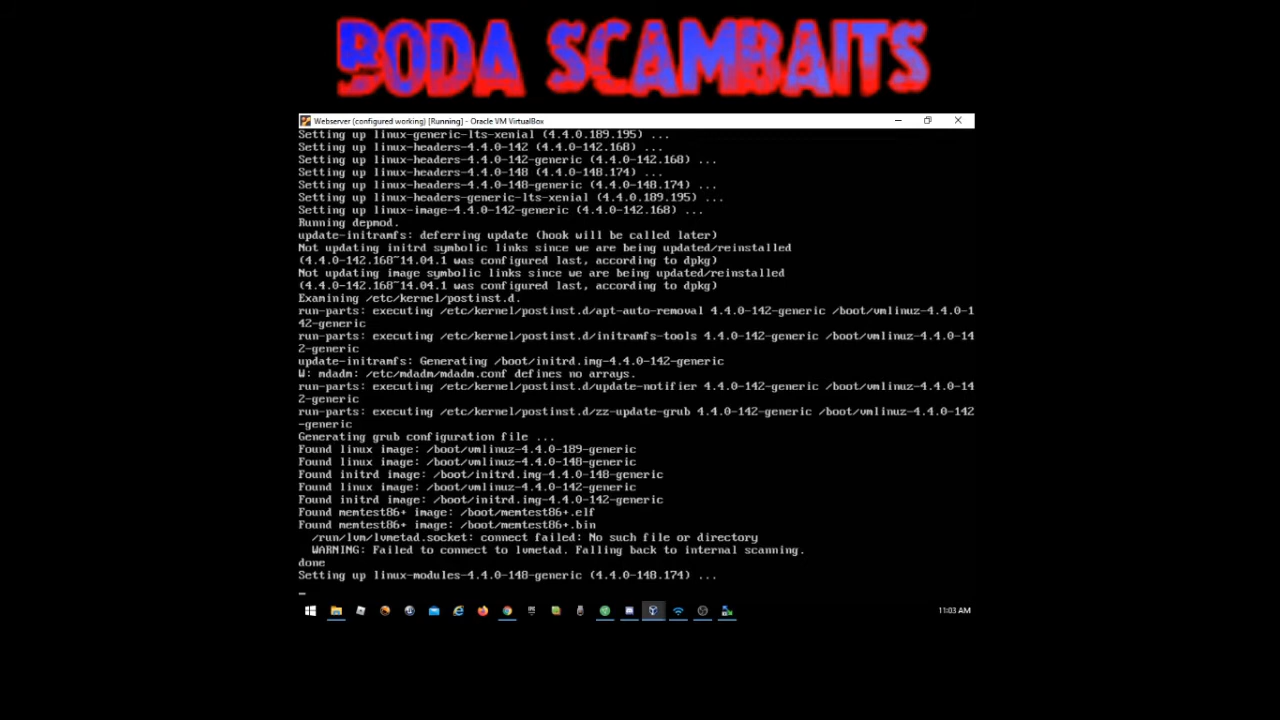 BODA SCAMBAITS
Webserver (configured working) [Running] - Oracle VM VirtualBox
Setting up linux-generic-lts-xenial (4.4.0.189.195) ...
Setting up linux-headers-4.4.0-142 (4.4.0-142.168) ...
Setting up linux-headers-4.4.0-142-generic (4.4.0-142.168) ...
Setting up linux-headers-4.4.0-148 (4.4.0-148.174) ...
Setting up linux-headers-4.4.0-148-generic (4.4.0-148.174) ...
Setting up linux-headers-generic-lts-xenial (4.4.0.189.195) ...
Setting up linux-image-4.4.0-142-generic (4.4.0-142.168) ...
Running depmod.
update-initramfs: deferring update (hook will be called later)
Not updating initrd symbolic links since we are being updated/reinstalled
(4.4.0-142.168~14.04.1 was configured last, according to dpkg)
Not updating image symbolic links since we are being updated/reinstalled
(4.4.0-142.168~14.04.1 was configured last, according to dpkg)
Examining /etc/kernel/postinst.d.
run-parts: executing /etc/kernel/postinst.d/apt-auto-removal 4.4.0-142-generic /boot/vmlinuz-4.4.0-1
42-generic
run-parts: executing /etc/kernel/postinst.d/initramfs-tools 4.4.0-142-generic /boot/vmlinuz-4.4.0-14
2-generic
update-initramfs: Generating /boot/initrd.img-4.4.0-142-generic
W: mdadm: /etc/mdadm/mdadm.conf defines no arrays.
run-parts: executing /etc/kernel/postinst.d/update-notifier 4.4.0-142-generic /boot/vmlinuz-4.4.0-14
2-generic
run-parts: executing /etc/kernel/postinst.d/zz-update-grub 4.4.0-142-generic /boot/vmlinuz-4.4.0-142
-generic
Generating grub configuration file ...
Found linux image: /boot/vmlinuz-4.4.0-189-generic
Found linux image: /boot/vmlinuz-4.4.0-148-generic
Found initrd image: /boot/initrd.img-4.4.0-148-generic
Found linux image: /boot/vmlinuz-4.4.0-142-generic
Found initrd image: /boot/initrd.img-4.4.0-142-generic
Found memtest86+ image: /boot/memtest86+.elf
Found memtest86+ image: /boot/memtest86+.bin
/run/lvm/lvmetad.socket: connect failed: No such file or directory
WARNING: Failed to connect to lvmetad. Falling back to internal scanning.
done
Setting up linux-modules-4.4.0-148-generic (4.4.0-148.174) ...
11:03 AM